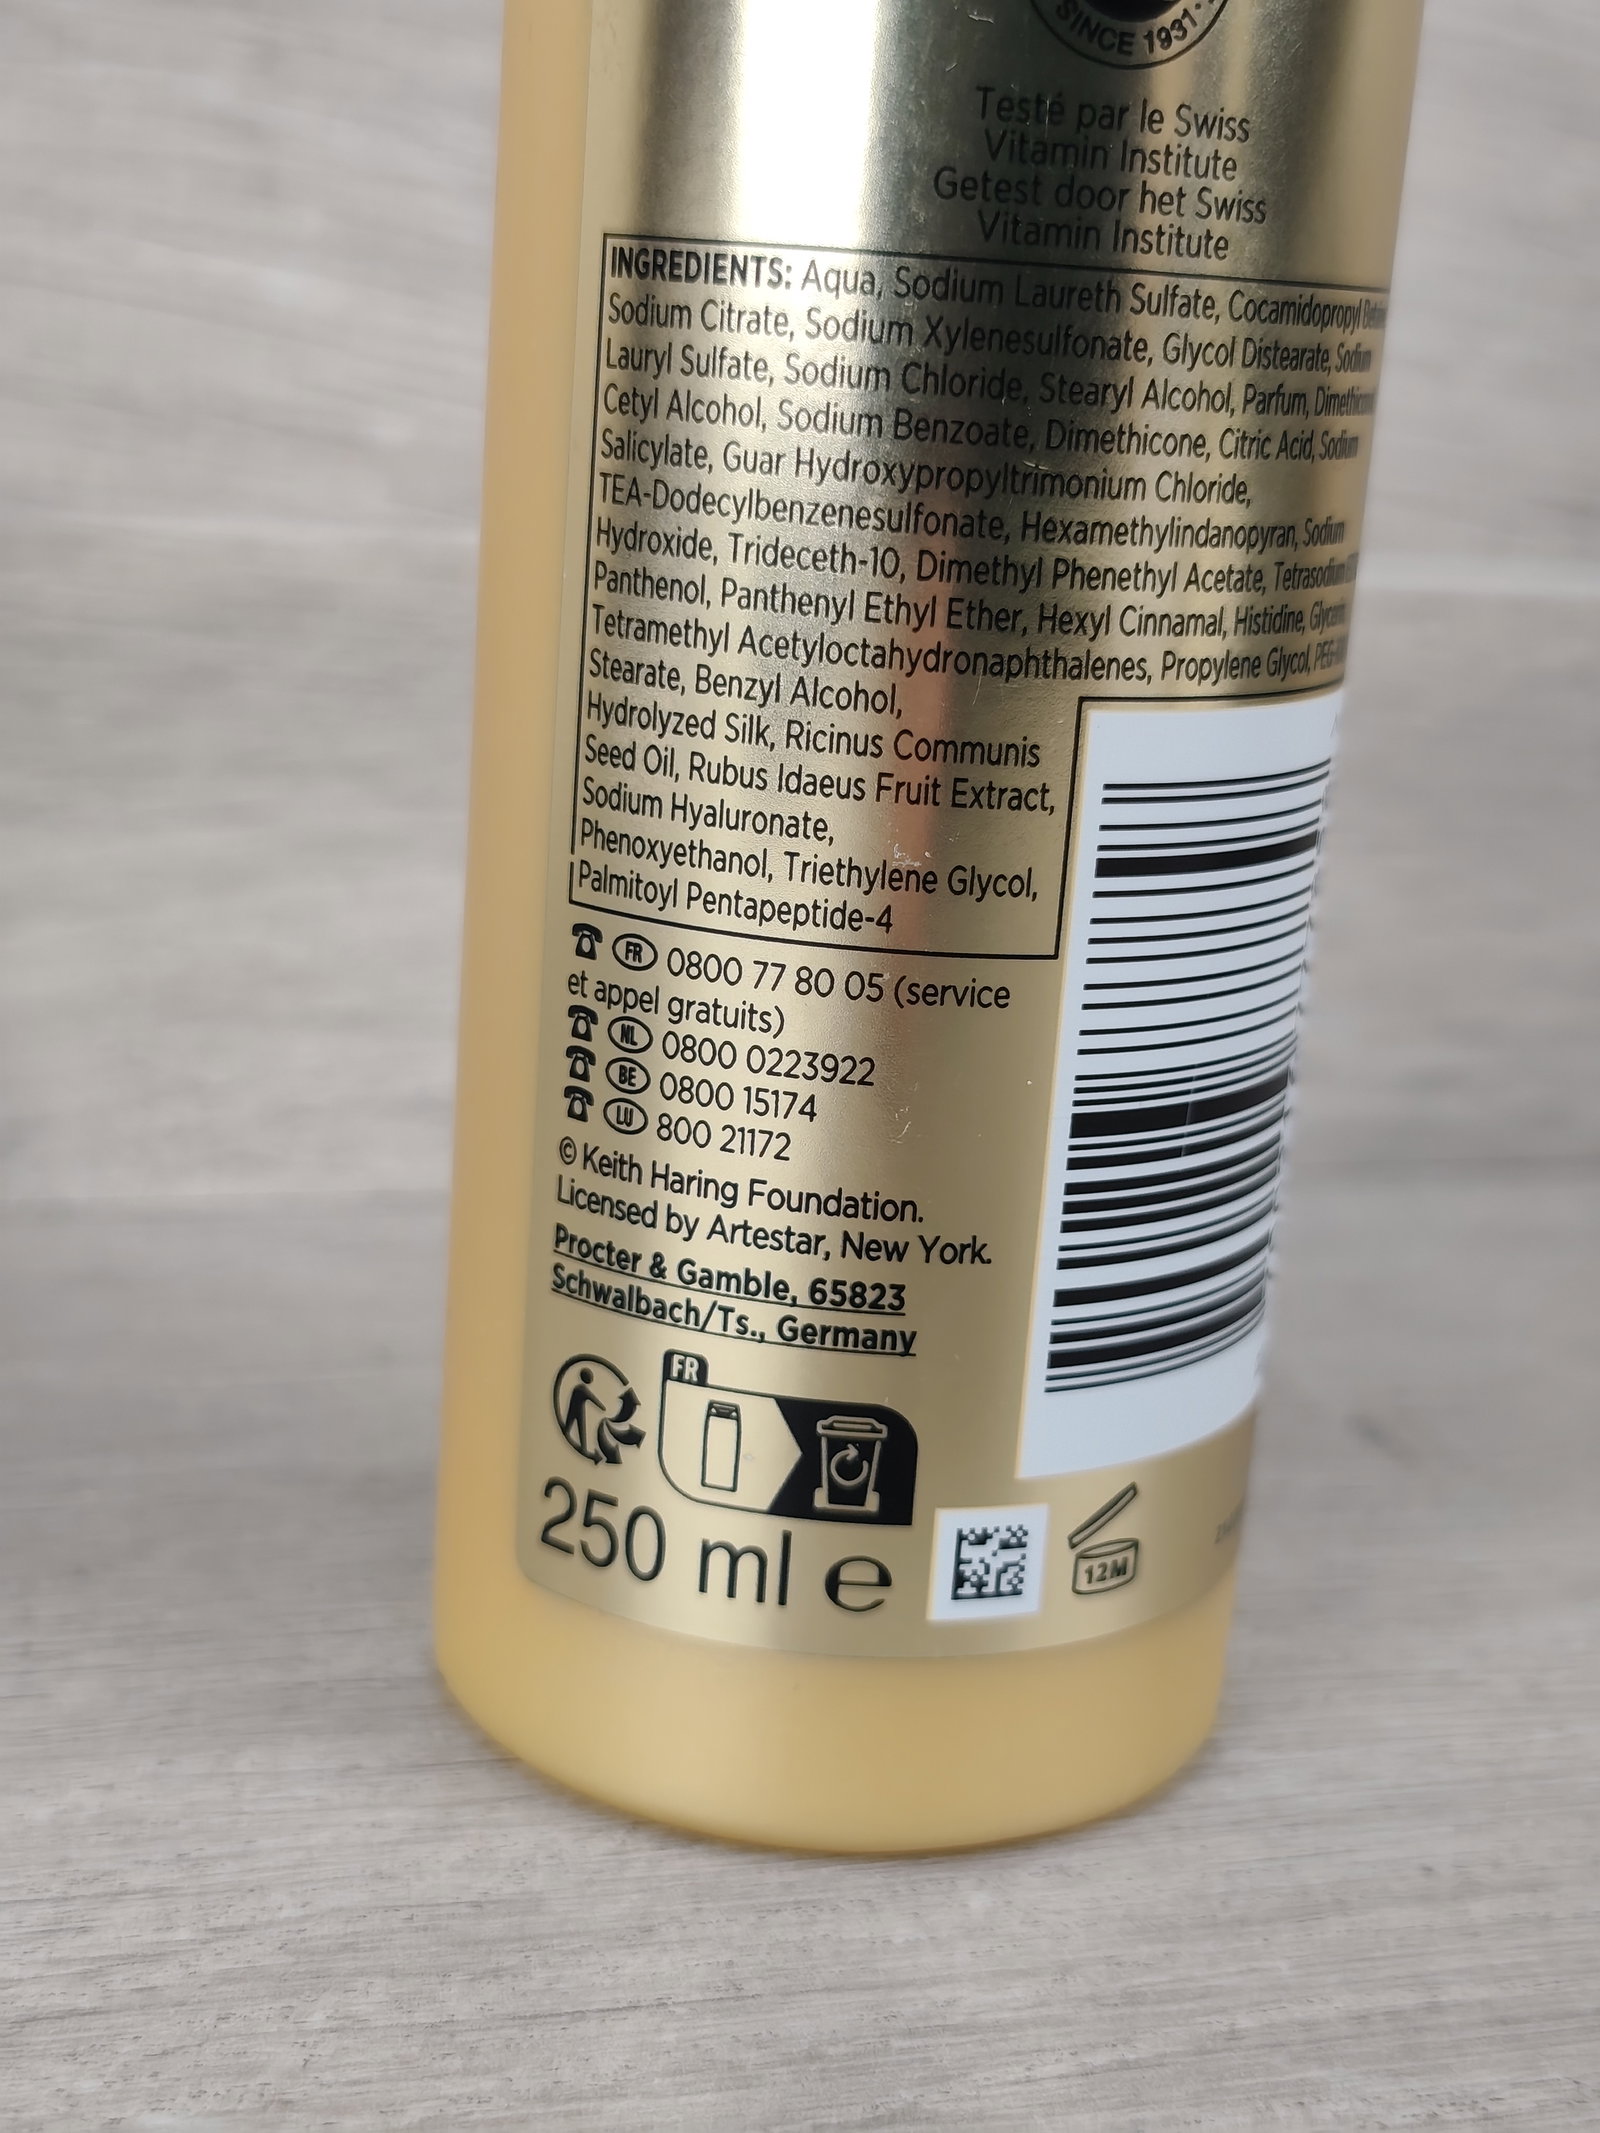 SINCE 1931
Testé par le Swiss
Vitamin Institute
Getest door het Swiss
Vitamin Institute
INGREDIENTS: Aqua, Sodium Laureth Sulfate, Cocamidopropyl
Sodium Citrate, Sodium Xylenesulfonate, Glycol Distearate, Sodium
Lauryl Sulfate, Sodium Chloride, Stearyl Alcohol, Parfum,
Cetyl Alcohol, Sodium Benzoate, Dimethicone, Citric Acid, Sodium
Salicylate, Guar Hydroxypropyltrimonium Chloride,
TEA-Dodecylbenzenesulfonate, Hexamethylindanopyran, Sodium
Hydroxide, Trideceth-10, Dimethyl Phenethyl Acetate, Tetrasodium
Panthenol, Panthenyl Ethyl Ether, Hexyl Cinnamal, Histidine,
Tetramethyl Acetyloctahydronaphthalenes, Propylene Glycol,
Stearate, Benzyl Alcohol,
Hydrolyzed Silk, Ricinus Communis
Seed Oil, Rubus Idaeus Fruit Extract,
Sodium Hyaluronate,
Phenoxyethanol, Triethylene Glycol,
Palmitoyl Pentapeptide-4
FR 0800 77 80 05 (service
et appel gratuits)
NL 0800 0223922
BE 0800 15174
LU 800 21172
© Keith Haring Foundation.
Licensed by Artestar, New York.
Procter & Gamble, 65823
Schwalbach/Ts., Germany
FR
250 ml e
12M